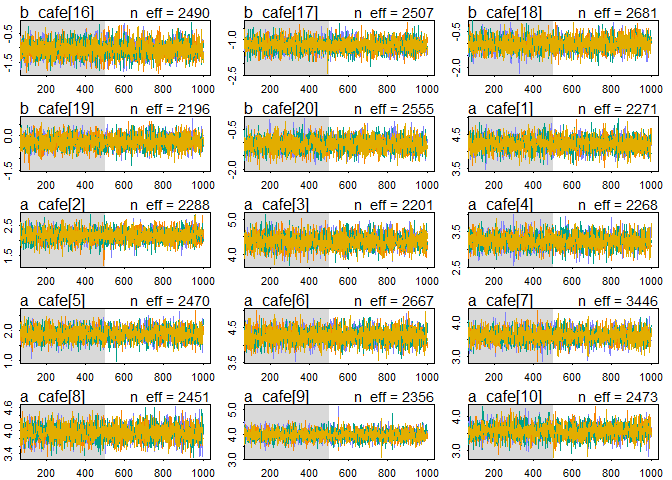 b_cafe[16] n_eff = 2490
b_cafe[17] n_eff = 2507
b_cafe[18] n_eff = 2681
-0.5
-1.5
-1.0
-2.5
-0.5
-2.0
200 400 600 800 1000
200 400 600 800 1000
200 400 600 800 1000
b_cafe[19] n_eff = 2196
b_cafe[20] n_eff = 2555
a_cafe[1] n_eff = 2271
0.0
-1.5
-0.5
-2.0
4.5
3.5
200 400 600 800 1000
200 400 600 800 1000
200 400 600 800 1000
a_cafe[2] n_eff = 2288
a_cafe[3] n_eff = 2201
a_cafe[4] n_eff = 2268
2.5
1.5
5.0
4.0
3.5
2.5
200 400 600 800 1000
200 400 600 800 1000
200 400 600 800 1000
a_cafe[5] n_eff = 2470
a_cafe[6] n_eff = 2667
a_cafe[7] n_eff = 3446
2.0
1.0
4.5
3.5
4.0
3.0
200 400 600 800 1000
200 400 600 800 1000
200 400 600 800 1000
a_cafe[8] n_eff = 2451
a_cafe[9] n_eff = 2356
a_cafe[10] n_eff = 2473
4.6
4.0
3.4
5.0
4.0
3.0
4.0
3.0
200 400 600 800 1000
200 400 600 800 1000
200 400 600 800 1000